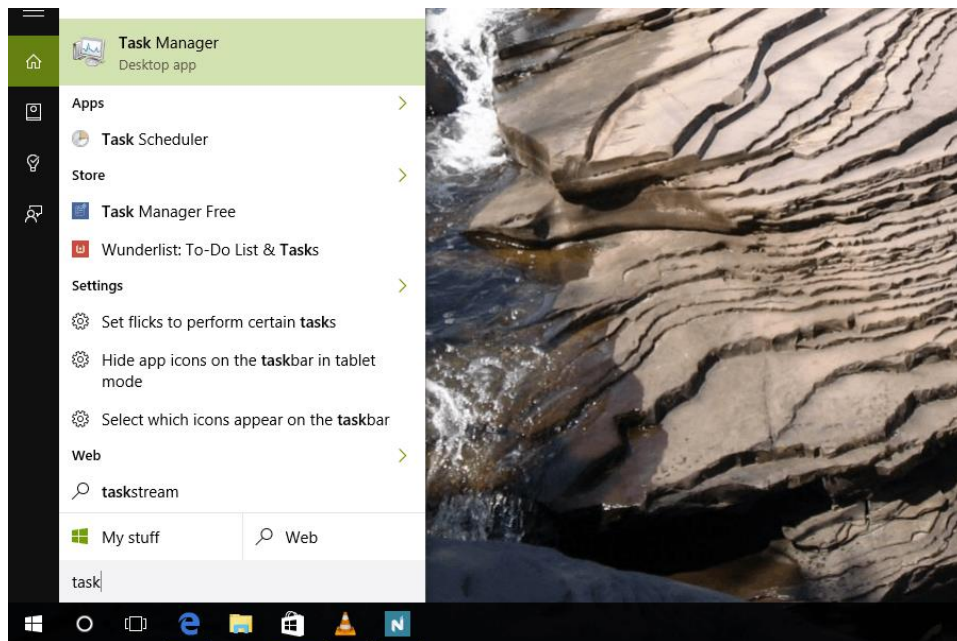 Task Manager
Desktop app
Apps
Task Scheduler
Store
Task Manager Free
Wunderlist: To-Do List & Tasks
Settings
Set flicks to perform certain tasks
Hide app icons on the taskbar in tablet
mode
Select which icons appear on the taskbar
Web
taskstream
My stuff
Web
task